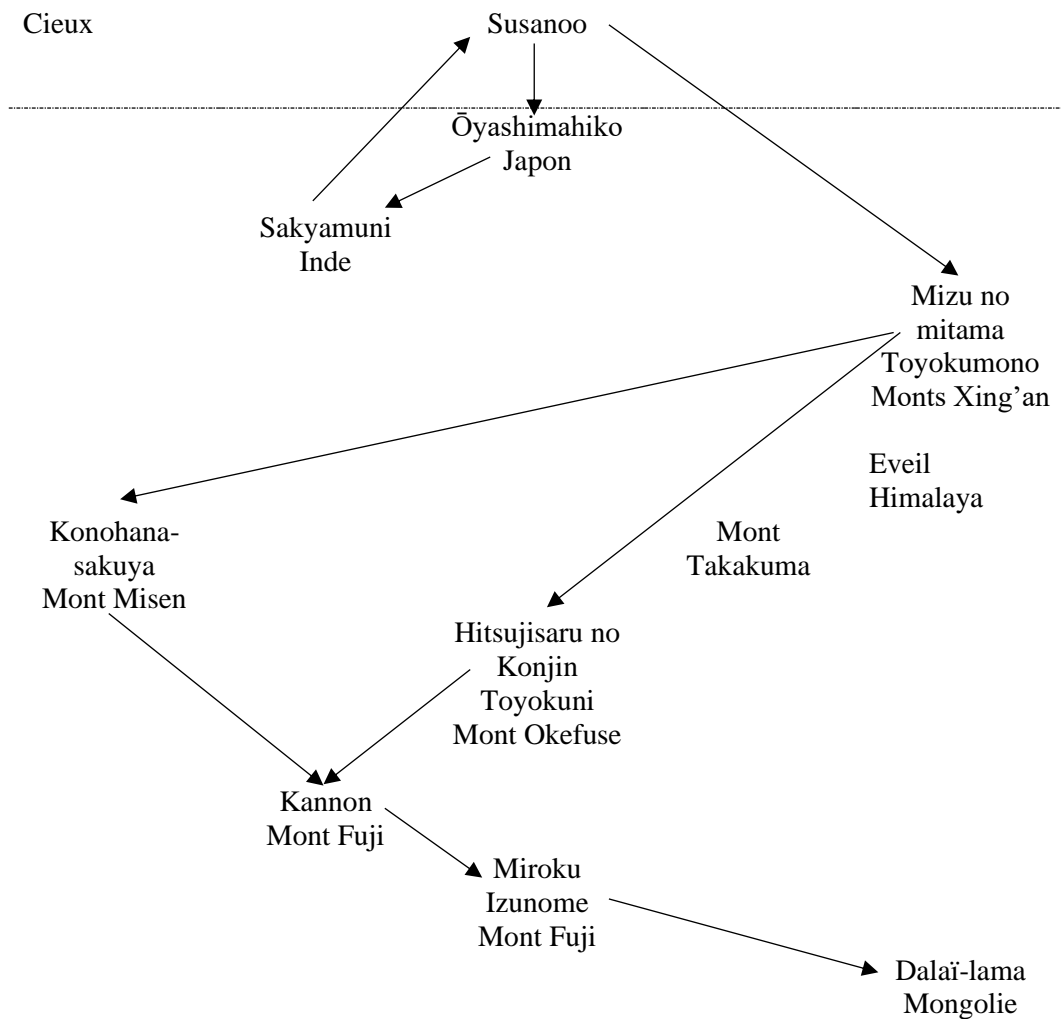 Cieux
Susanoo
Ōyashimahiko
Japon
Sakyamuni
Inde
Mizu no
mitama
Toyokumono
Monts Xing’an
Eveil
Himalaya
Konohana-
sakuya
Mont Misen
Mont
Takakuma
Hitsujisaru no
Konjin
Toyokuni
Mont Okefuse
Kannon
Mont Fuji
Miroku
Izunome
Mont Fuji
Dalaï-lama
Mongolie